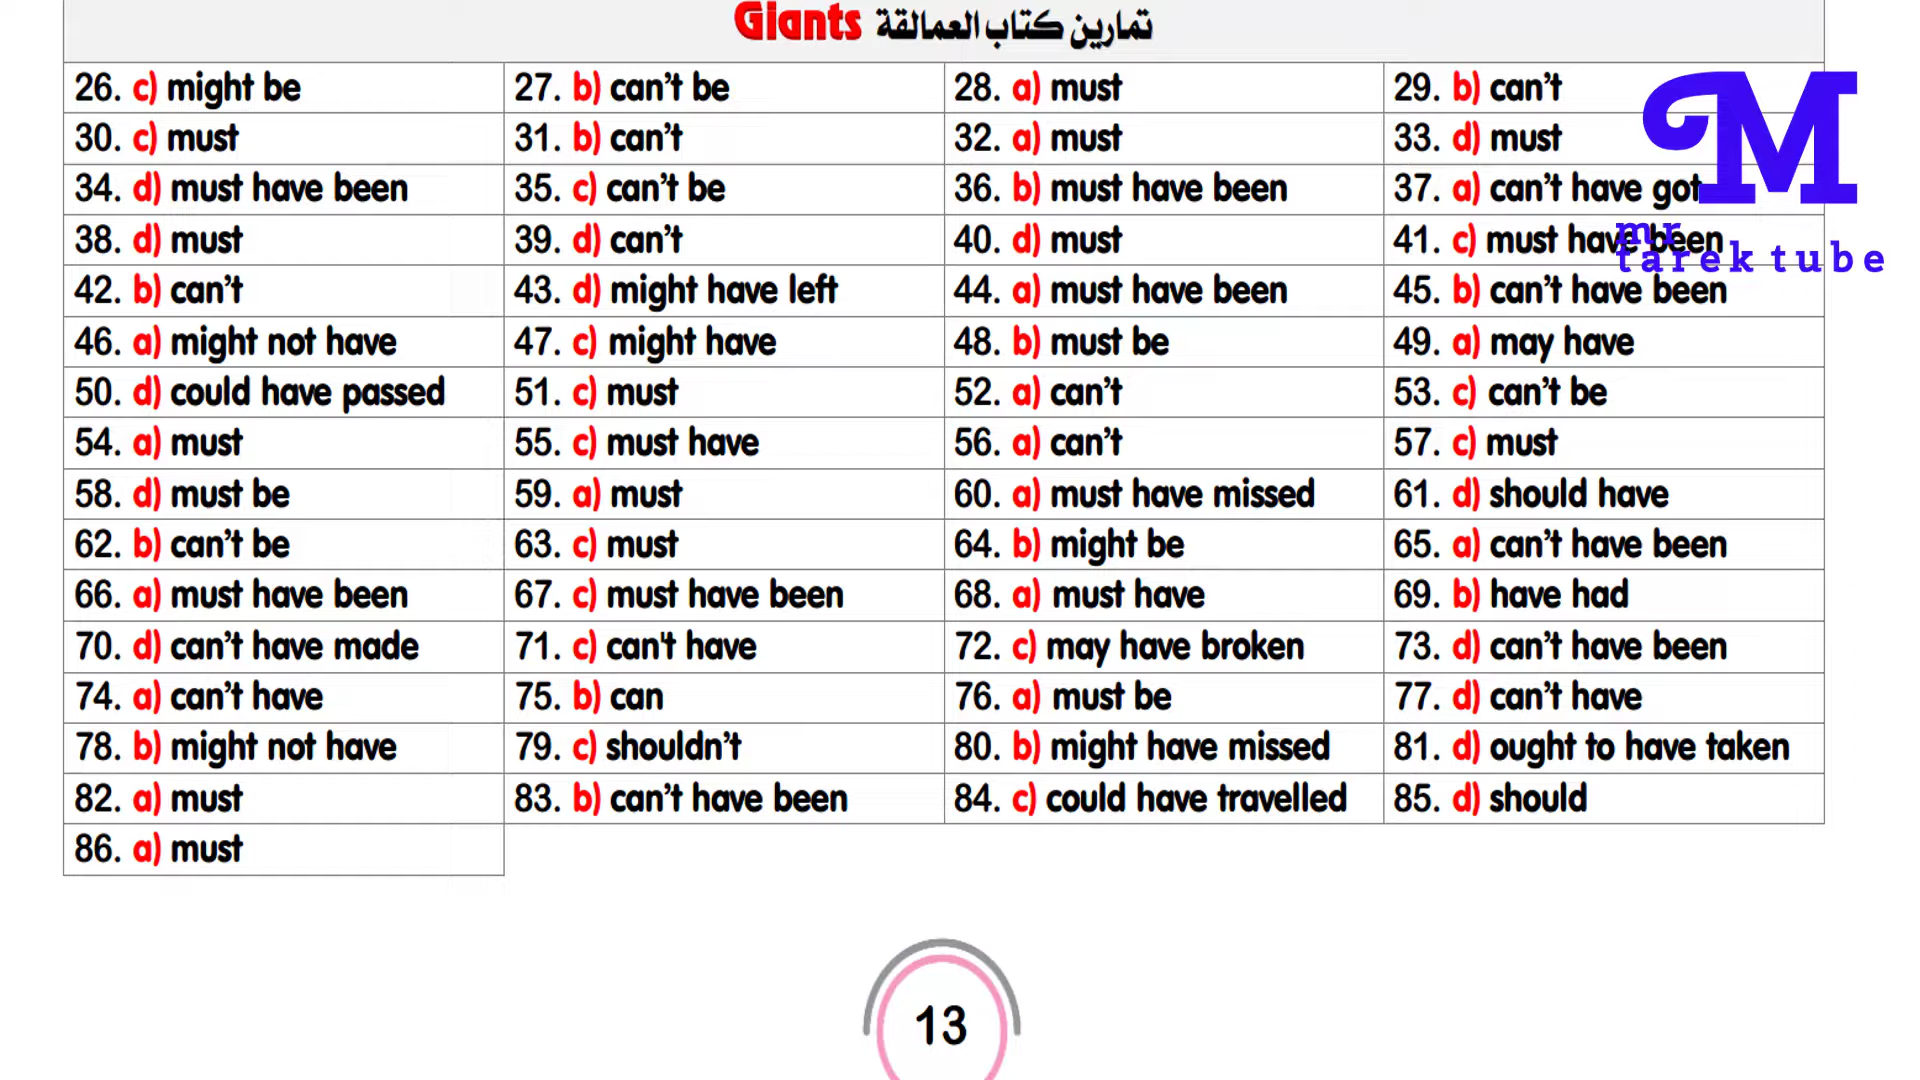 Giants تمارين كتاب العمالقة
26. c) might be 27. b) can’t be 28. a) must 29. b) can’t
30. c) must 31. b) can’t 32. a) must 33. d) must
34. d) must have been 35. c) can’t be 36. b) must have been 37. a) can’t have got
38. d) must 39. d) can’t 40. d) must 41. c) must have been
42. b) can’t 43. d) might have left 44. a) must have been 45. b) can’t have been
46. a) might not have 47. c) might have 48. b) must be 49. a) may have
50. d) could have passed 51. c) must 52. a) can’t 53. c) can’t be
54. a) must 55. c) must have 56. a) can’t 57. c) must
58. d) must be 59. a) must 60. a) must have missed 61. d) should have
62. b) can’t be 63. c) must 64. b) might be 65. a) can’t have been
66. a) must have been 67. c) must have been 68. a) must have 69. b) have had
70. d) can’t have made 71. c) can't have 72. c) may have broken 73. d) can’t have been
74. a) can’t have 75. b) can 76. a) must be 77. d) can’t have
78. b) might not have 79. c) shouldn’t 80. b) might have missed 81. d) ought to have taken
82. a) must 83. b) can’t have been 84. c) could have travelled 85. d) should
86. a) must
13
M
mr
tarek tube